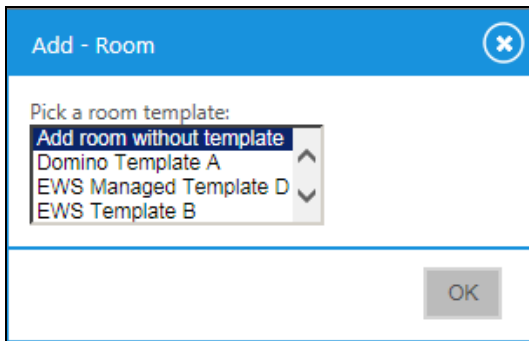 Add - Room
Pick a room template:
Add room without template
Domino Template A
EWS Managed Template D
EWS Template B
OK